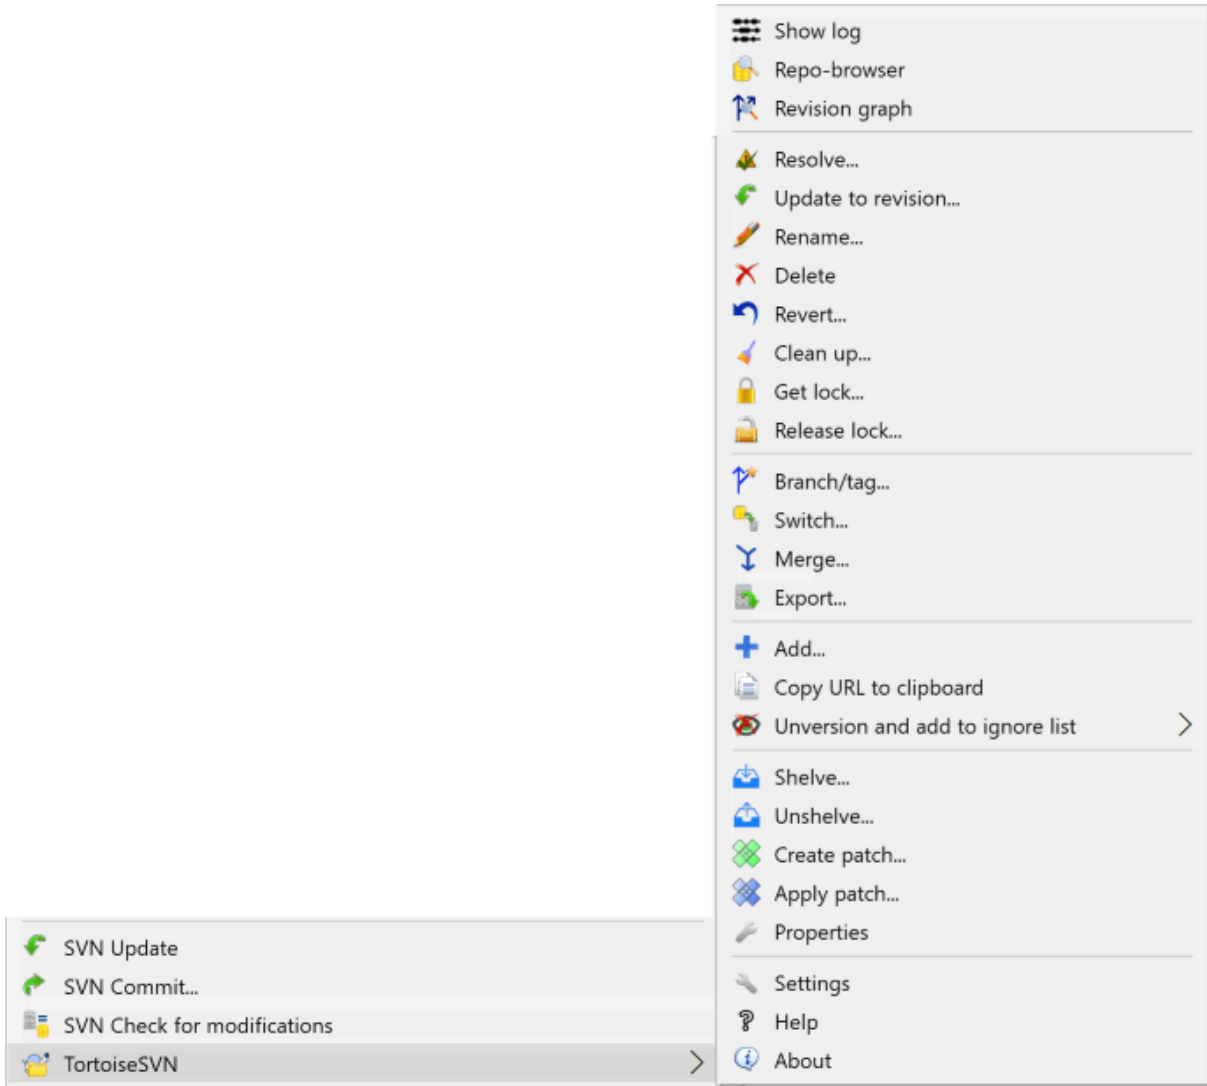 Show log
Repo-browser
Revision graph
Resolve...
Update to revision...
Rename...
Delete
Revert...
Clean up...
Get lock...
Release lock...
Branch/tag...
Switch...
Merge...
Export...
Add...
Copy URL to clipboard
Unversion and add to ignore list
Shelve...
Unshelve...
Create patch...
Apply patch...
Properties
Settings
Help
About
SVN Update
SVN Commit...
SVN Check for modifications
TortoiseSVN